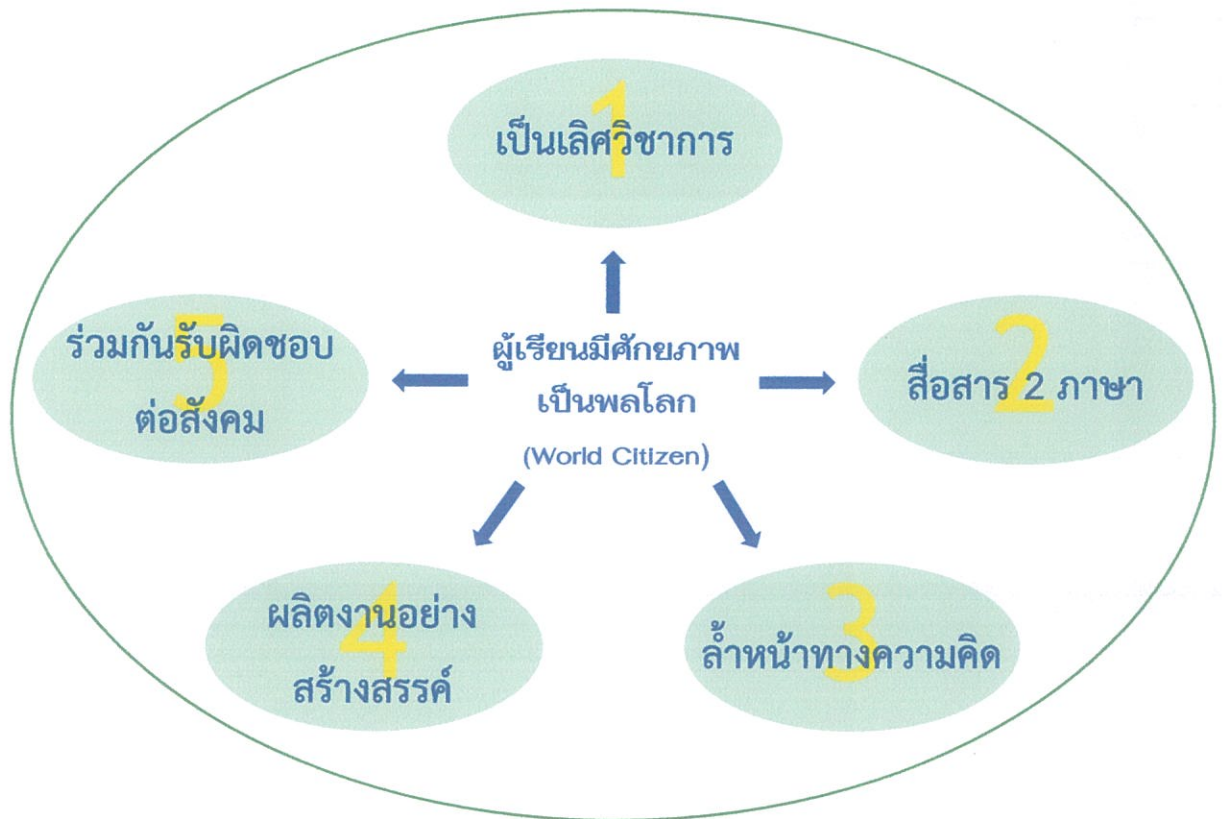 1
เป็นเลิศวิชาการ
ผู้เรียนมีศักยภาพ
เป็นพลโลก
(World Citizen)
2
สื่อสาร 2 ภาษา
3
ล้ำหน้าทางความคิด
4
ผลิตงานอย่าง
สร้างสรรค์
5
ร่วมกันรับผิดชอบ
ต่อสังคม